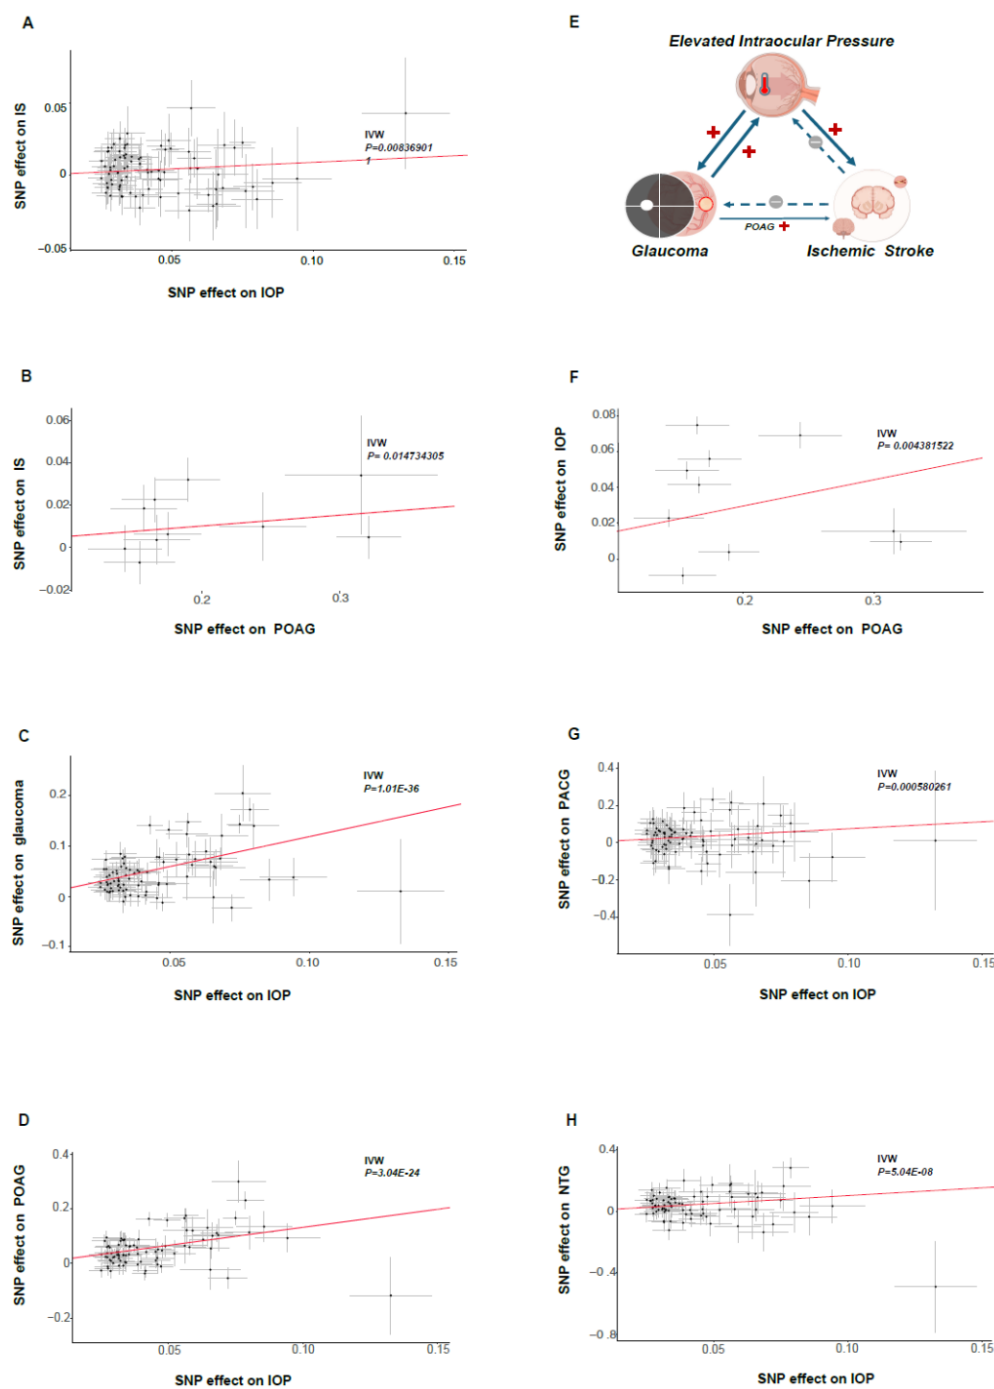 A
SNP effect on IS
0.05
0
−0.05
0.05
0.10
0.15
IVW
P=0.00836901
1
SNP effect on IOP
E
Elevated Intraocular Pressure
+
+
+
−
−
POAG +
Glaucoma
Ischemic Stroke
B
SNP effect on IS
0.06
0.04
0.02
0
−0.02
0.2
0.3
IVW
P= 0.014734305
SNP effect on POAG
F
SNP effect on IOP
0.08
0.06
0.04
0.02
0
0.2
0.3
IVW
P= 0.004381522
SNP effect on POAG
C
SNP effect on glaucoma
0.2
0.1
0
−0.1
0.05
0.10
0.15
IVW
P=1.01E-36
SNP effect on IOP
G
SNP effect on PACG
0.4
0.2
0
−0.2
−0.4
0.05
0.10
0.15
IVW
P=0.000580261
SNP effect on IOP
D
SNP effect on POAG
0.4
0.2
0
−0.2
0.05
0.10
0.15
IVW
P=3.04E-24
SNP effect on IOP
H
SNP effect on NTG
0.4
0
−0.4
−0.8
0.05
0.10
0.15
IVW
P=5.04E-08
SNP effect on IOP